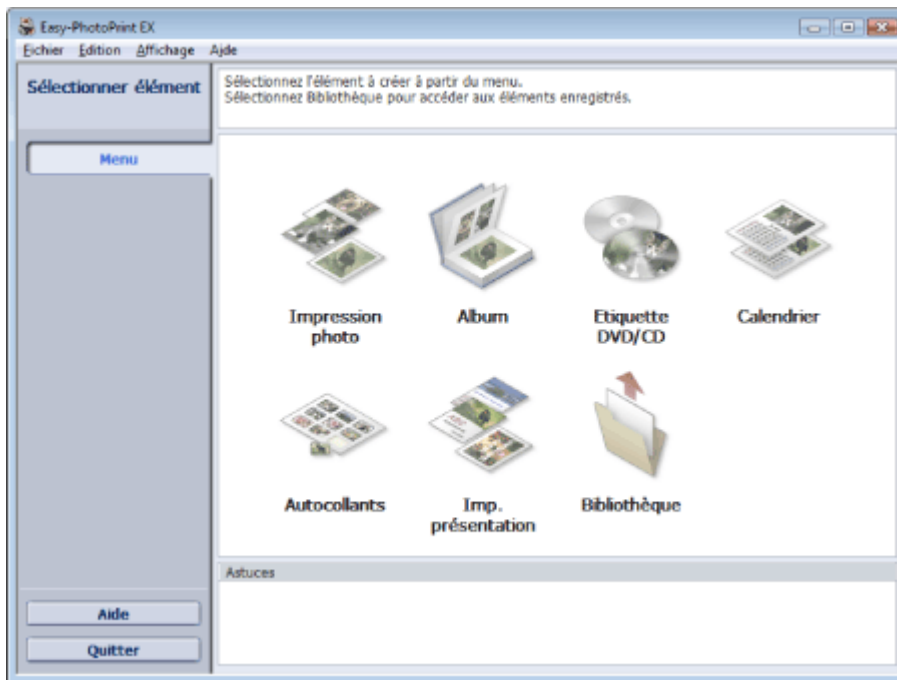 Easy-PhotoPrint EX
Fichier Edition Affichage Ajde
Sélectionner élément
Sélectionnez l'élément à créer à partir du menu.
Sélectionnez Bibliothèque pour accéder aux éléments enregistrés.
Menu
Impression
photo
Album
Etiquette
DVD/CD
Calendrier
Autocollants
Imp.
présentation
Bibliothèque
Astuces
Aide
Quitter